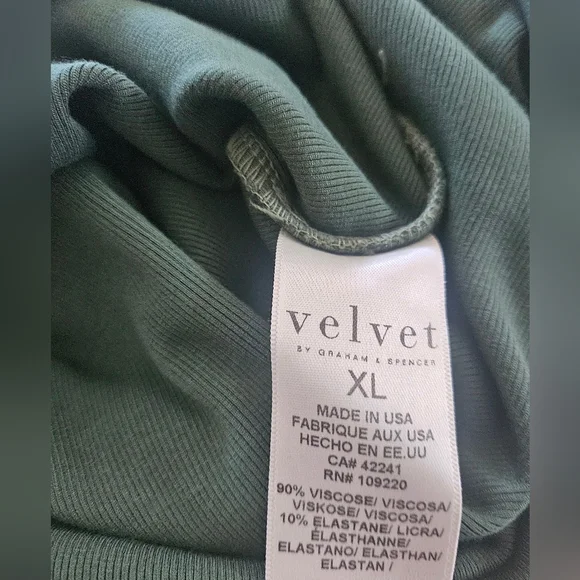 velvet
BY GRAHAM & SPENCER
XL
MADE IN USA
FABRIQUE AUX USA
HECHO EN EE.UU
CA# 42241
RN# 109220
90% VISCOSE/ VISCOSA/
VISKOSE/ VISCOSA/
10% ELASTANE/ LICRA/
ÉLASTHANNE/
ELASTANO/ ELASTHAN/
ELASTAN /